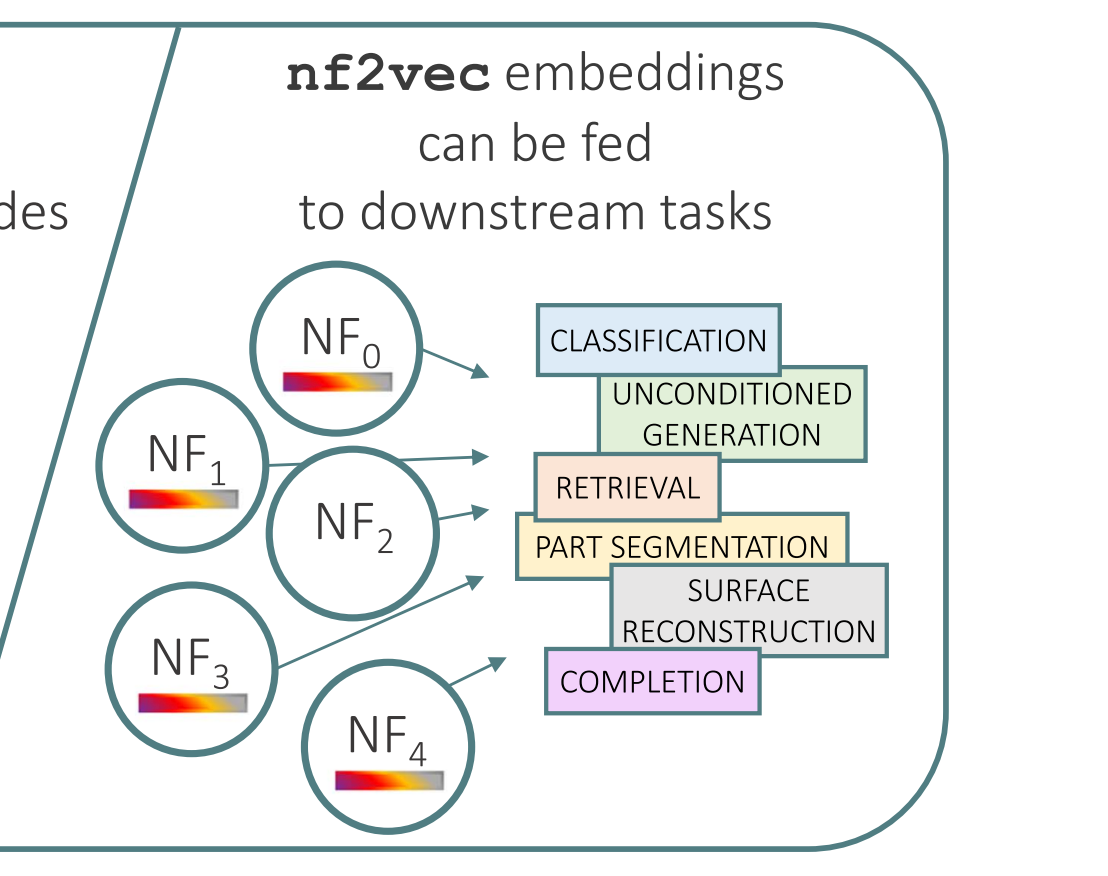 nf2vec embeddings
can be fed
to downstream tasks
des
NF0
NF1
NF2
NF3
NF4
CLASSIFICATION
UNCONDITIONED
GENERATION
RETRIEVAL
PART SEGMENTATION
SURFACE
RECONSTRUCTION
COMPLETION